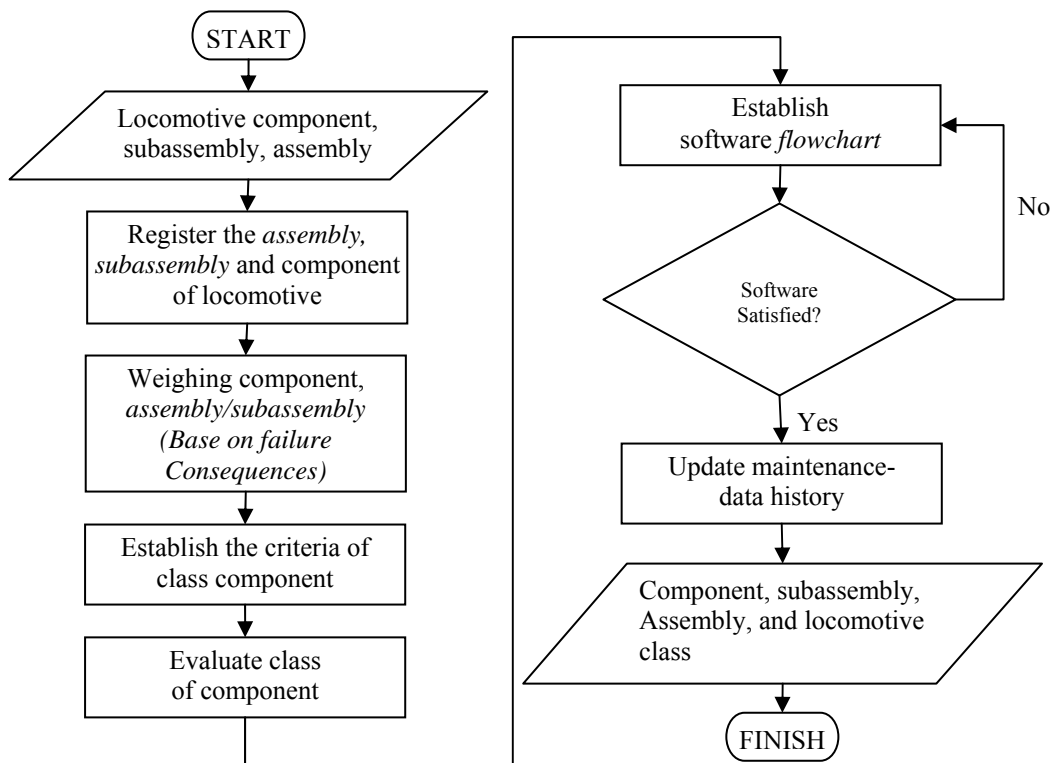 START
Locomotive component,
subassembly, assembly
Register the assembly,
subassembly and component
of locomotive
Weighing component,
assembly/subassembly
(Base on failure
Consequences)
Establish the criteria of
class component
Evaluate class
of component
Establish
software flowchart
No
Software
Satisfied?
Yes
Update maintenance-
data history
Component, subassembly,
Assembly, and locomotive
class
FINISH